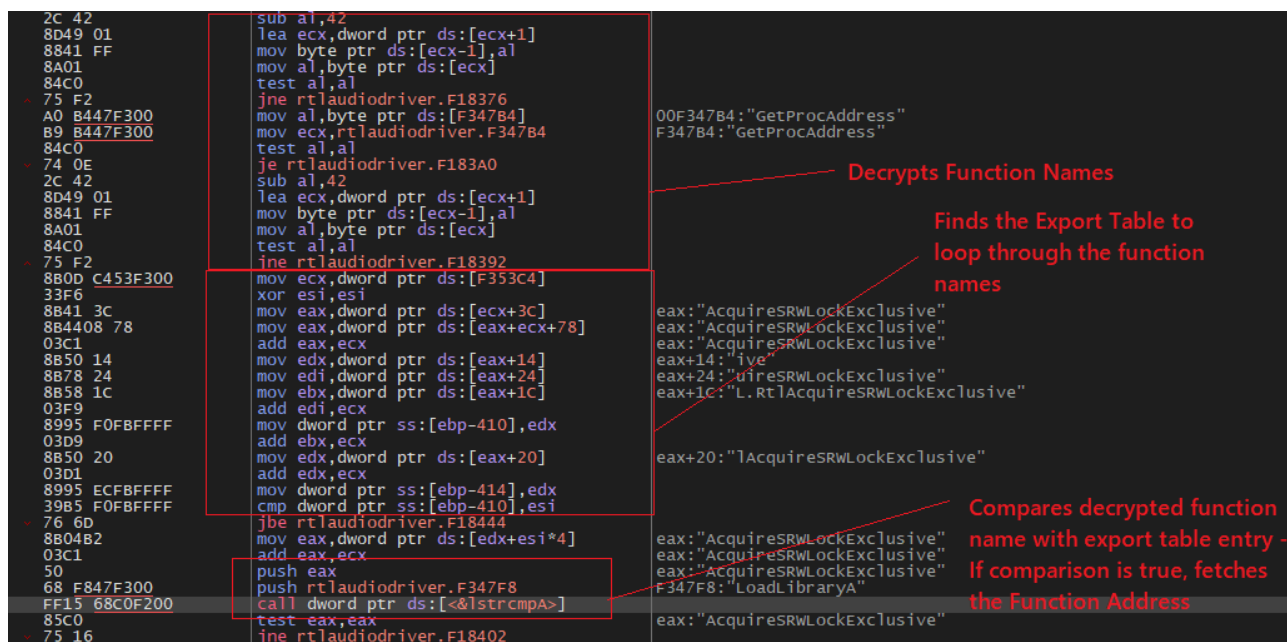 2C 42 sub al,42
8D49 01 lea ecx,dword ptr ds:[ecx+1]
8841 FF mov byte ptr ds:[ecx-1],al
8A01 mov al,byte ptr ds:[ecx]
84C0 test al,al
75 F2 jne rtlaudiodriver.F18376
A0 B447F300 mov al,byte ptr ds:[F347B4] 00F347B4:"GetProcAddress"
B9 B447F300 mov ecx,rtlaudiodriver.F347B4 F347B4:"GetProcAddress"
84C0 test al,al
74 0E je rtlaudiodriver.F183A0
2C 42 sub al,42
8D49 01 lea ecx,dword ptr ds:[ecx+1]
8841 FF mov byte ptr ds:[ecx-1],al
8A01 mov al,byte ptr ds:[ecx]
84C0 test al,al
75 F2 jne rtlaudiodriver.F18392
8B0D C453F300 mov ecx,dword ptr ds:[F353C4]
33F6 xor esi,esi
8B41 3C mov eax,dword ptr ds:[ecx+3C] eax:"AcquireSRWLockExclusive"
8B4408 78 mov eax,dword ptr ds:[eax+ecx+78] eax:"AcquireSRWLockExclusive"
03C1 add eax,ecx eax:"AcquireSRWLockExclusive"
8B50 14 mov edx,dword ptr ds:[eax+14] eax+14:"ive"
8B78 24 mov edi,dword ptr ds:[eax+24] eax+24:"uireSRWLockExclusive"
8B58 1C mov ebx,dword ptr ds:[eax+1C] eax+1C:"L.RtlAcquireSRWLockExclusive"
03F9 add edi,ecx
8995 F0FBFFFF mov dword ptr ss:[ebp-410],edx
03D9 add ebx,ecx
8B50 20 mov edx,dword ptr ds:[eax+20] eax+20:"lAcquireSRWLockExclusive"
03D1 add edx,ecx
8995 ECFBFFFF mov dword ptr ss:[ebp-414],edx
39B5 F0FBFFFF cmp dword ptr ss:[ebp-410],esi
76 6D jbe rtlaudiodriver.F18444
8B04B2 mov eax,dword ptr ds:[edx+esi*4] eax:"AcquireSRWLockExclusive"
03C1 add eax,ecx eax:"AcquireSRWLockExclusive"
50 push eax eax:"AcquireSRWLockExclusive"
68 F847F300 push rtlaudiodriver.F347F8 F347F8:"LoadLibraryA"
FF15 68C0F200 call dword ptr ds:[<&lstrcmpA>]
85C0 test eax,eax eax:"AcquireSRWLockExclusive"
75 16 jne rtlaudiodriver.F18402
Decrypts Function Names
Finds the Export Table to
loop through the function
names
Compares decrypted function
name with export table entry -
If comparison is true, fetches
the Function Address